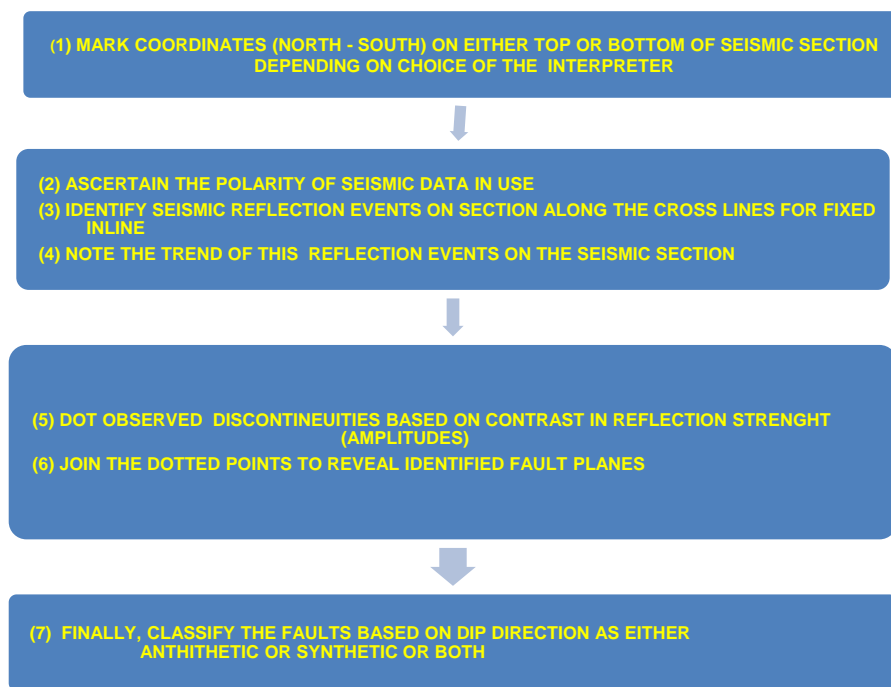 (1) MARK COORDINATES (NORTH - SOUTH) ON EITHER TOP OR BOTTOM OF SEISMIC SECTION
DEPENDING ON CHOICE OF THE INTERPRETER
(2) ASCERTAIN THE POLARITY OF SEISMIC DATA IN USE
(3) IDENTIFY SEISMIC REFLECTION EVENTS ON SECTION ALONG THE CROSS LINES FOR FIXED
INLINE
(4) NOTE THE TREND OF THIS REFLECTION EVENTS ON THE SEISMIC SECTION
(5) DOT OBSERVED DISCONTINEUITIES BASED ON CONTRAST IN REFLECTION STRENGHT
(AMPLITUDES)
(6) JOIN THE DOTTED POINTS TO REVEAL IDENTIFIED FAULT PLANES
(7) FINALLY, CLASSIFY THE FAULTS BASED ON DIP DIRECTION AS EITHER
ANTHITHETIC OR SYNTHETIC OR BOTH